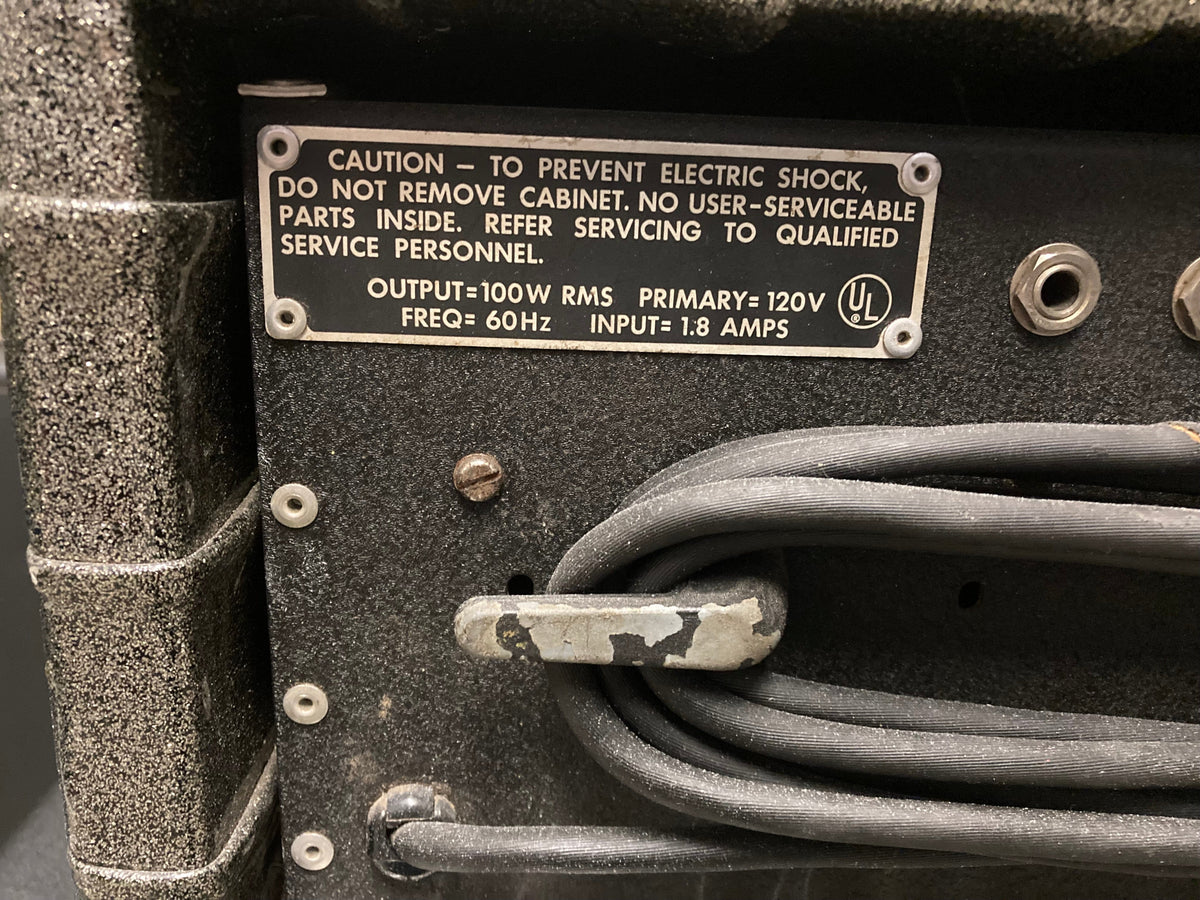 CAUTION — TO PREVENT ELECTRIC SHOCK,
DO NOT REMOVE CABINET. NO USER-SERVICEABLE
PARTS INSIDE. REFER SERVICING TO QUALIFIED
SERVICE PERSONNEL.
OUTPUT=100W RMS PRIMARY=120V UL®
FREQ= 60Hz INPUT= 1.8 AMPS